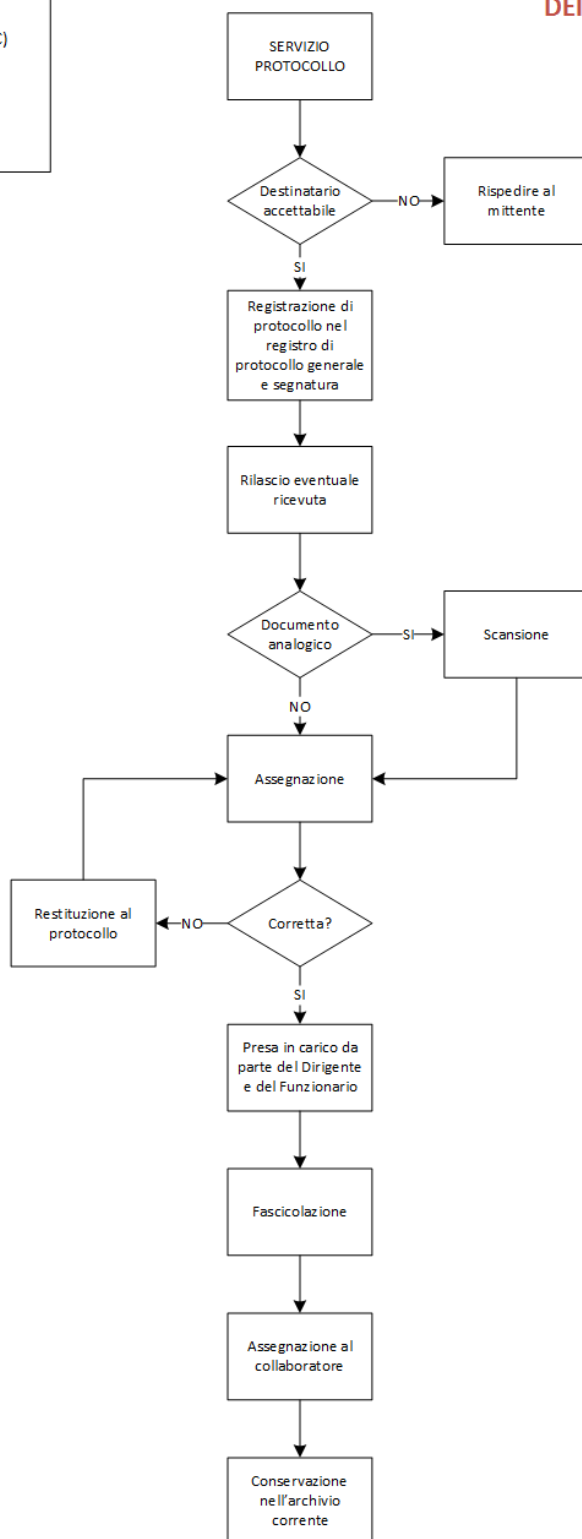 DEI
C)
SERVIZIO
PROTOCOLLO
Destinatario
accettabile
NO
Rispedire al
mittente
SI
Registrazione di
protocollo nel
registro di
protocollo generale
e segnatura
Rilascio eventuale
ricevuta
Documento
analogico
SI
Scansione
NO
Assegnazione
Restituzione al
protocollo
NO
Corretta?
SI
Presa in carico da
parte del Dirigente
e del Funzionario
Fascicolazione
Assegnazione al
collaboratore
Conservazione
nell'archivio
corrente